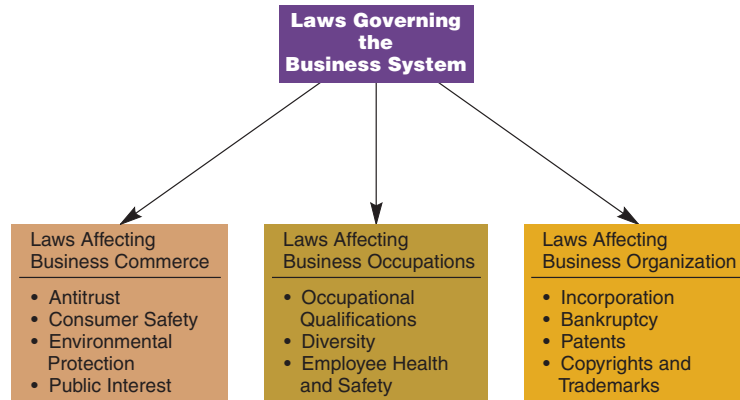 Laws Governing
the
Business System
Laws Affecting
Business Commerce
• Antitrust
• Consumer Safety
• Environmental
Protection
• Public Interest
Laws Affecting
Business Occupations
• Occupational
Qualifications
• Diversity
• Employee Health
and Safety
Laws Affecting
Business Organization
• Incorporation
• Bankruptcy
• Patents
• Copyrights and
Trademarks